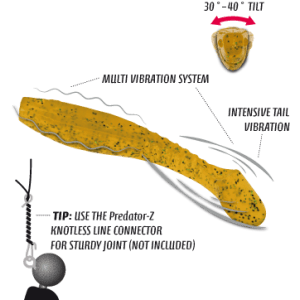 30°-40° TILT
MULTI VIBRATION SYSTEM
INTENSIVE TAIL
VIBRATION
TIP: USE THE Predator-Z
KNOTLESS LINE CONNECTOR
FOR STURDY JOINT (NOT INCLUDED)